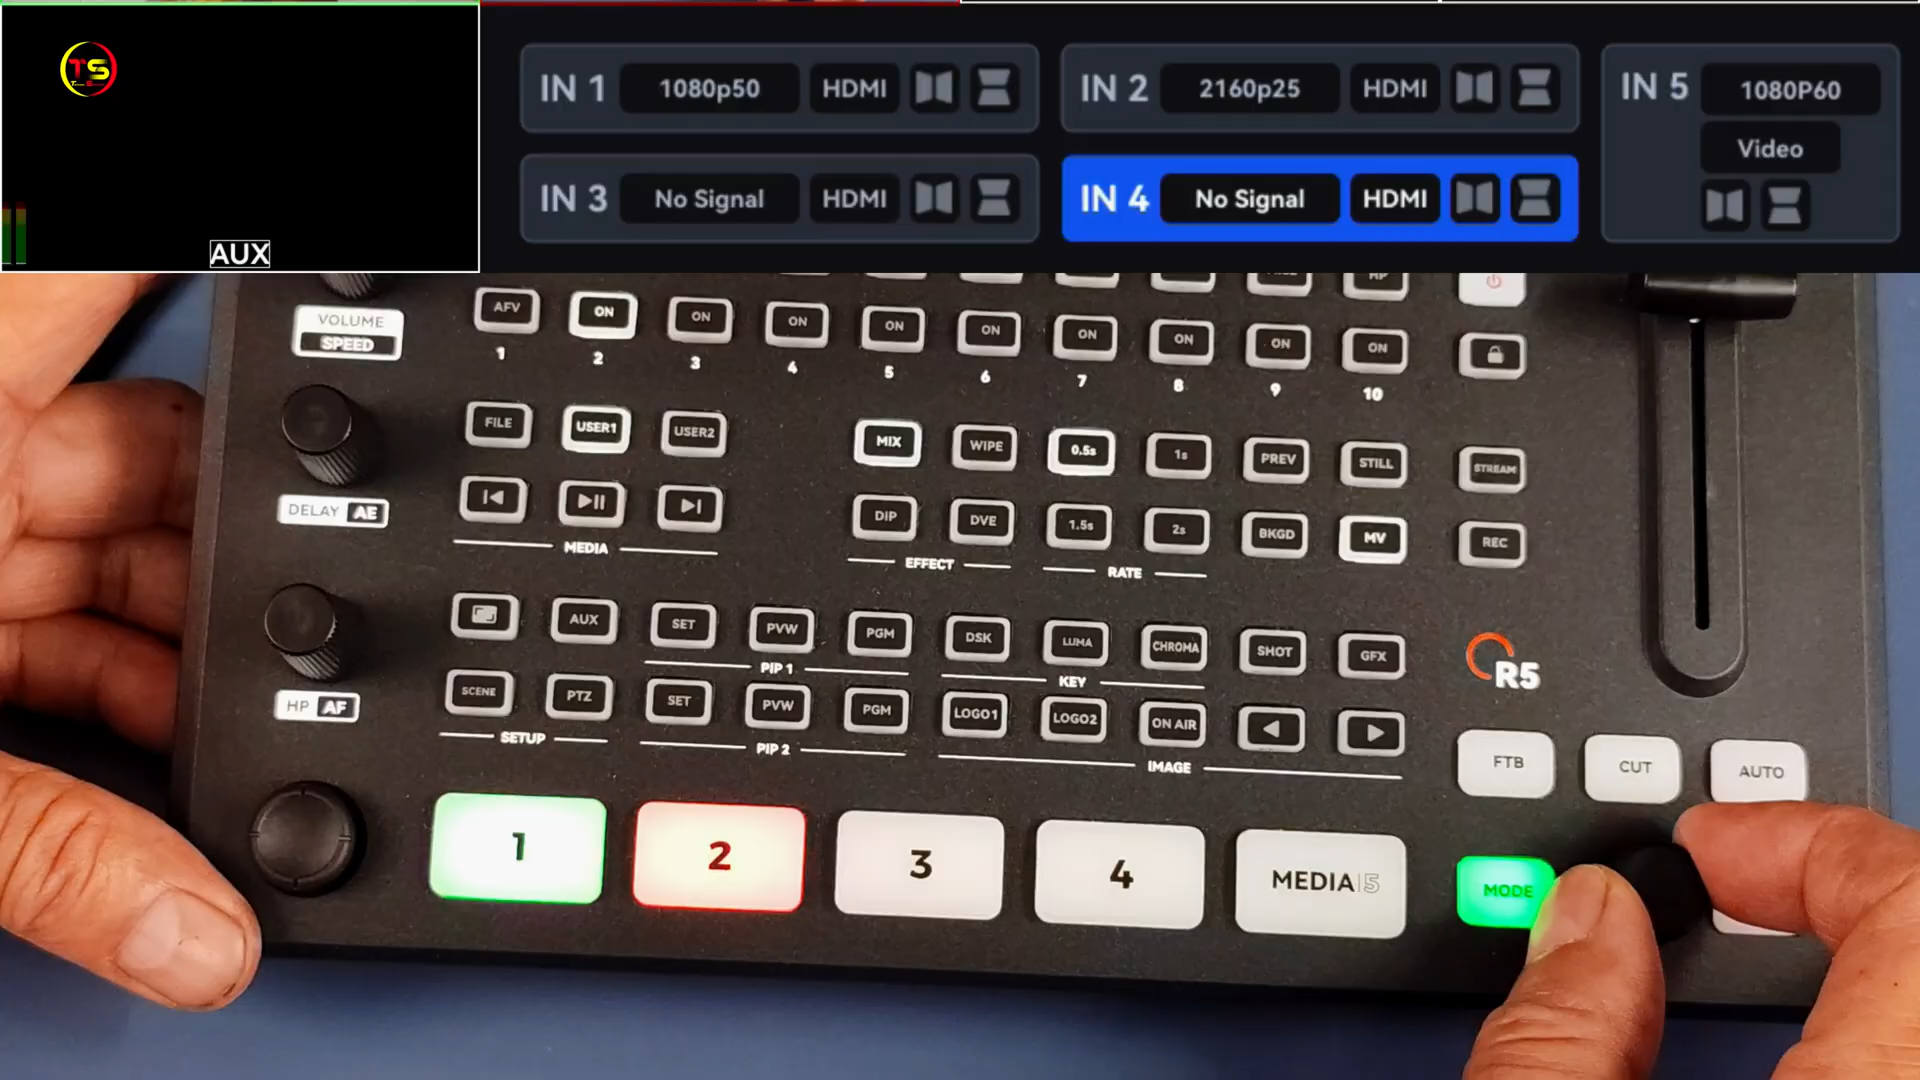 TS
AUX
IN 1 1080p50 HDMI
IN 2 2160p25 HDMI
IN 5 1080P60
Video
IN 3 No Signal HDMI
IN 4 No Signal HDMI
HP
VOLUME
SPEED
AFV ON ON ON ON ON ON ON ON ON
1 2 3 4 5 6 7 8 9 10
FILE USER1 USER2 MIX WIPE 0.5s 1s PREV STILL STREAM
DELAY AE
DIP DVE 1.5s 2s BKGD MV REC
MEDIA EFFECT RATE
AUX SET PVW PGM DSK LUMA CHROMA SHOT GFX
PIP 1 KEY
R5
HP AF
SCENE PTZ SET PVW PGM LOGO1 LOGO2 ON AIR
SETUP PIP 2 IMAGE
FTB CUT AUTO
1 2 3 4 MEDIA|5
MODE